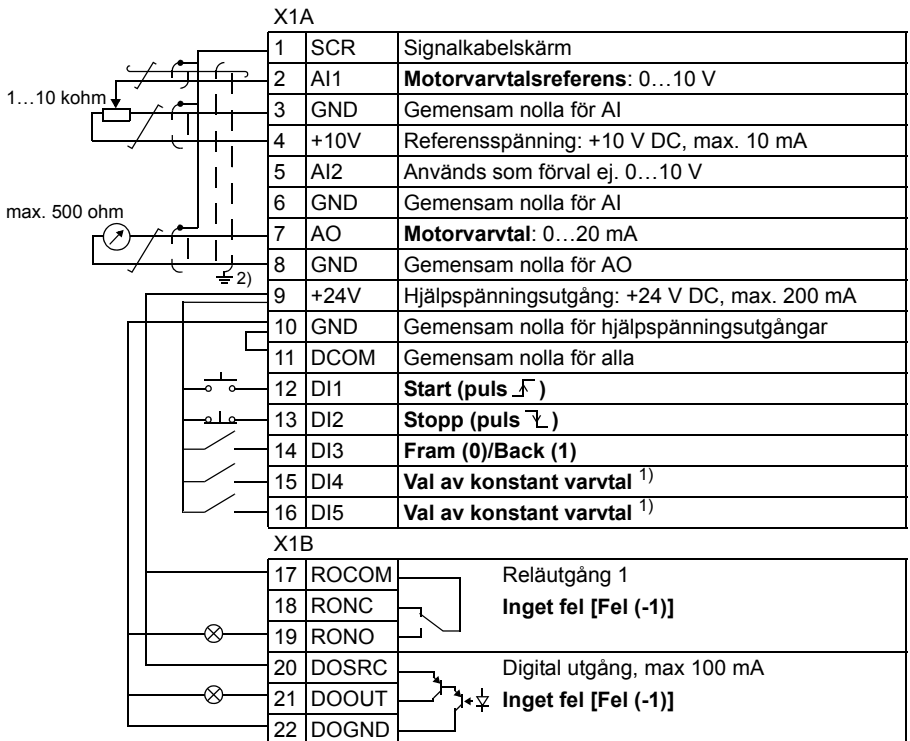 X1A
1 SCR Signalkabelskärm
2 AI1 Motorvarvtalsreferens: 0…10 V
1…10 kohm
3 GND Gemensam nolla för AI
4 +10V Referensspänning: +10 V DC, max. 10 mA
5 AI2 Används som förval ej. 0…10 V
6 GND Gemensam nolla för AI
max. 500 ohm
7 AO Motorvarvtal: 0…20 mA
8 GND Gemensam nolla för AO
2)
9 +24V Hjälpspänningsutgång: +24 V DC, max. 200 mA
10 GND Gemensam nolla för hjälpspänningsutgångar
11 DCOM Gemensam nolla för alla
12 DI1 Start (puls )
13 DI2 Stopp (puls )
14 DI3 Fram (0)/Back (1)
15 DI4 Val av konstant varvtal 1)
16 DI5 Val av konstant varvtal 1)
X1B
17 ROCOM Reläutgång 1
18 RONC Inget fel [Fel (-1)]
19 RONO
20 DOSRC Digital utgång, max 100 mA
21 DOOUT Inget fel [Fel (-1)]
22 DOGND